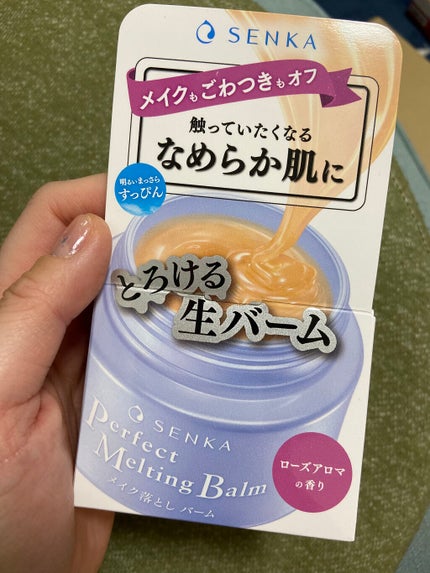 SENKA
メイクもごわつきもオフ
触っていたくなる
なめらか肌に
明るいまっさら
すっぴん
とろける
生バーム
SENKA
Perfect
Melting Balm
メイク落とし バーム
ローズアロマ
の香り